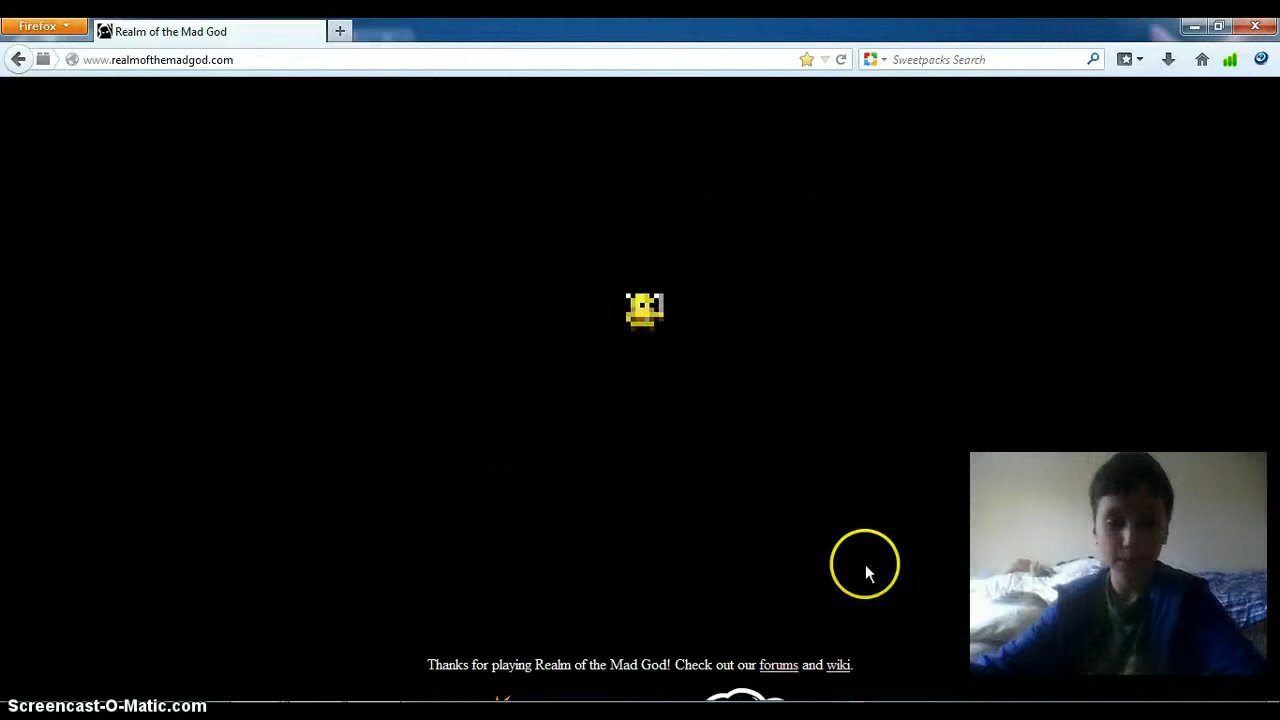 Firefox
Realm of the Mad God
www.realmofthemadgod.com
Sweetpacks Search
Thanks for playing Realm of the Mad God! Check out our forums and wiki.
Screencast-O-Matic.com